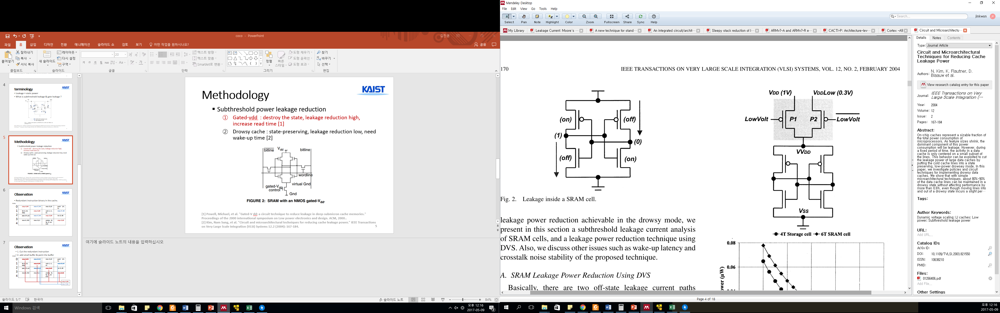 coco - PowerPoint
김진권
파일 홈 삽입 디자인 전환 애니메이션 슬라이드 쇼 검토 보기 어떤 작업을 원하시나요?
공유
붙여넣기
잘라내기
복사
서식 복사
클립보드
새 슬라이드
레이아웃
다시 설정
구역
슬라이드
20
글꼴
텍스트 방향
텍스트 맞춤
SmartArt로 변환
단락
정렬
빠른 스타일
도형 채우기
도형 윤곽선
도형 효과
그리기
찾기
바꾸기
선택
편집
4
terminology
KAIST
• Leakage = static power
• What is subthreshold leakage & gate leakage ?
5
Methodology
KAIST
6
Observation
KAIST
• Redundant instruction binary in the cache.
7
Observation
KAIST
• 1. Cut the redundant instruction
• 2. add small buffer & point the buffer
KAIST
Methodology
▪ Subthreshold power leakage reduction
① Gated-vdd : destroy the state, leakage reduction high,
increase read time [1]
② Drowsy cache : state-preserving, leakage reduction low, need
wake-up time [2]
bitline Vdd bitline
wordline
virtual Gnd
gated-Vdd
control
Gnd
FIGURE 2: SRAM with an NMOS gated-Vdd.
[1] Powell, Michael, et al. "Gated-V dd: a circuit technique to reduce leakage in deep-submicron cache memories."
Proceedings of the 2000 international symposium on Low power electronics and design. ACM, 2000..
[2] Kim, Nam Sung, et al. "Circuit and microarchitectural techniques for reducing cache leakage power." IEEE Transactions
on Very Large Scale Integration (VLSI) Systems 12.2 (2004): 167-184.
5
여기에 슬라이드 노트의 내용을 입력하십시오
슬라이드 5/7 한국어
슬라이드 노트
84%
Windows 검색
오후 12:16
2017-05-09
Mendeley Desktop
File Edit View Go Tools Help
Select Pan Note Highlight Color Zoom Fullscreen Share Sync Help
Search...
jinkwon
JK
My Library
Leakage Current: Moore's ···
A new technique for stand···
An integrated circuit/archit···
Sleepy stack reduction of l···
ARMv7-A and ARMv7-R e···
CACTI-P: Architecture-lev···
Cortex -A9
Circuit and Microarchitectu···
170
IEEE TRANSACTIONS ON VERY LARGE SCALE INTEGRATION (VLSI) SYSTEMS, VOL. 12, NO. 2, FEBRUARY 2004
(on)
(off)
(1)
(0)
(off)
(on)
Fig. 2. Leakage inside a SRAM cell.
leakage power reduction achievable in the drowsy mode, we
present in this section a subthreshold leakage current analysis
of SRAM cells, and a leakage power reduction technique using
DVS. Also, we discuss other issues such as wake-up latency and
crosstalk noise stability of the proposed technique.
A. SRAM Leakage Power Reduction Using DVS
Basically, there are two off-state leakage current paths
VDD (1V) VDDLow (0.3V)
LowVolt P1 P2 LowVolt
VVDD
VSS
4T Storage cell 6T SRAM cell
0.08
0.06
Page 4 of 18
Details Notes Contents
Type: Journal Article
Circuit and Microarchitectural
Techniques for Reducing Cache
Leakage Power
Authors: N. Kim, K. Flautner, D.
Blaauw et al.
View research catalog entry for this paper
Journal: IEEE Transactions on Very
Large Scale Integration (···
Year: 2004
Volume: 12
Issue: 2
Pages: 167-184
Abstract:
On-chip caches represent a sizable fraction of
the total power consumption of
microprocessors. As feature sizes shrink, the
dominant component of this power
consumption will be leakage. However, during
a fixed period of time, the activity in a data
cache is only centered on a small subset of
the lines. This behavior can be exploited to cut
the leakage power of large data caches by
putting the cold cache lines into a state
preserving, low-power drowsey mode. In this
paper, we investigate policies and circuit
techniques for implementing drowsy data
caches. We show that with simple
microarchitectural techniques, about 80%-90%
of the data cache lines can be maintained in a
drowsy state without affecting performance by
more than 0.6%, even though moving lines into
and out of a drowsy state incurs a slight per···
Tags:
Author Keywords:
Dynamic voltage scaling; LI caches; Low
power; Subthreshold leakage power
URL:
Add URL...
Catalog IDs
ArXiv ID:
DOI: 10.1109/TVLSI.2003.821550
ISSN: 10638210
PMID:
Files:
01266406.pdf
Add File...
Other Settings
오후 12:16
2017-05-09